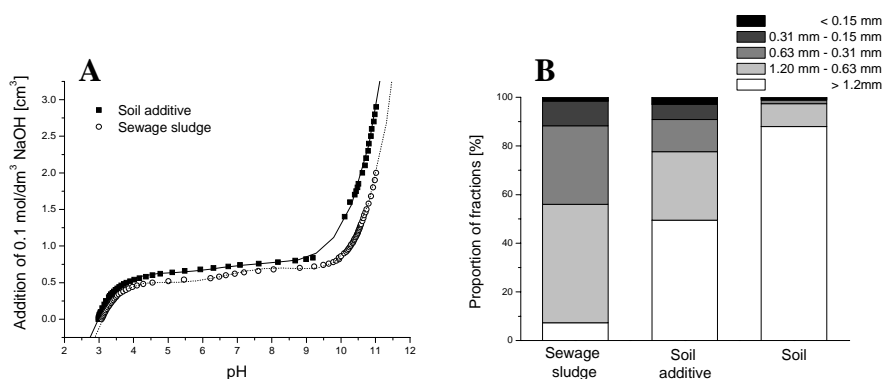 A
Addition of 0.1 mol/dm³ NaOH [cm³]
3.0
2.5
2.0
1.5
1.0
0.5
0.0
Soil additive
Sewage sludge
2 3 4 5 6 7 8 9 10 11 12
pH
B
< 0.15 mm
0.31 mm - 0.15 mm
0.63 mm - 0.31 mm
1.20 mm - 0.63 mm
> 1.2mm
Proportion of fractions [%]
100
80
60
40
20
0
Sewage
sludge
Soil
additive
Soil